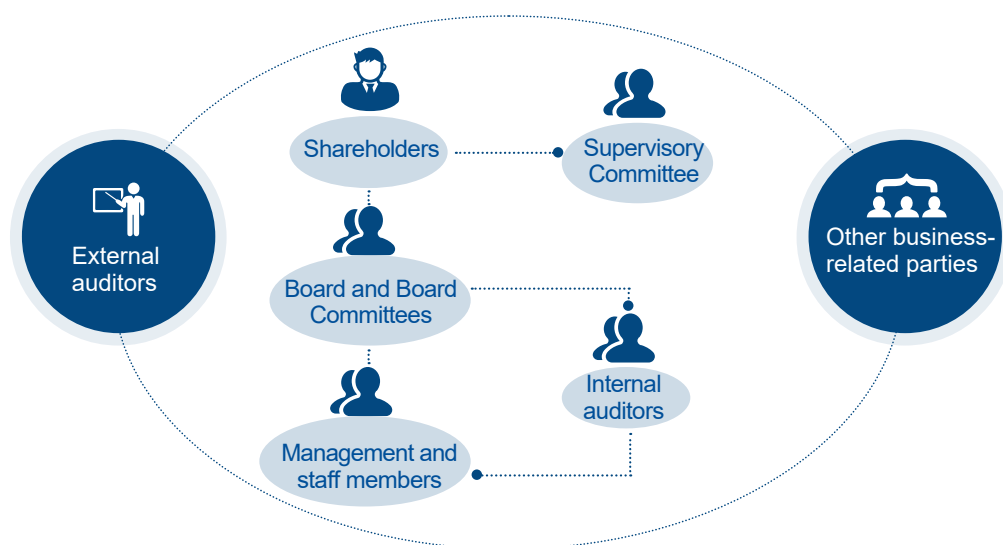 Shareholders
Supervisory
Committee
External
auditors
Other business-
related parties
Board and Board
Committees
Internal
auditors
Management and
staff members